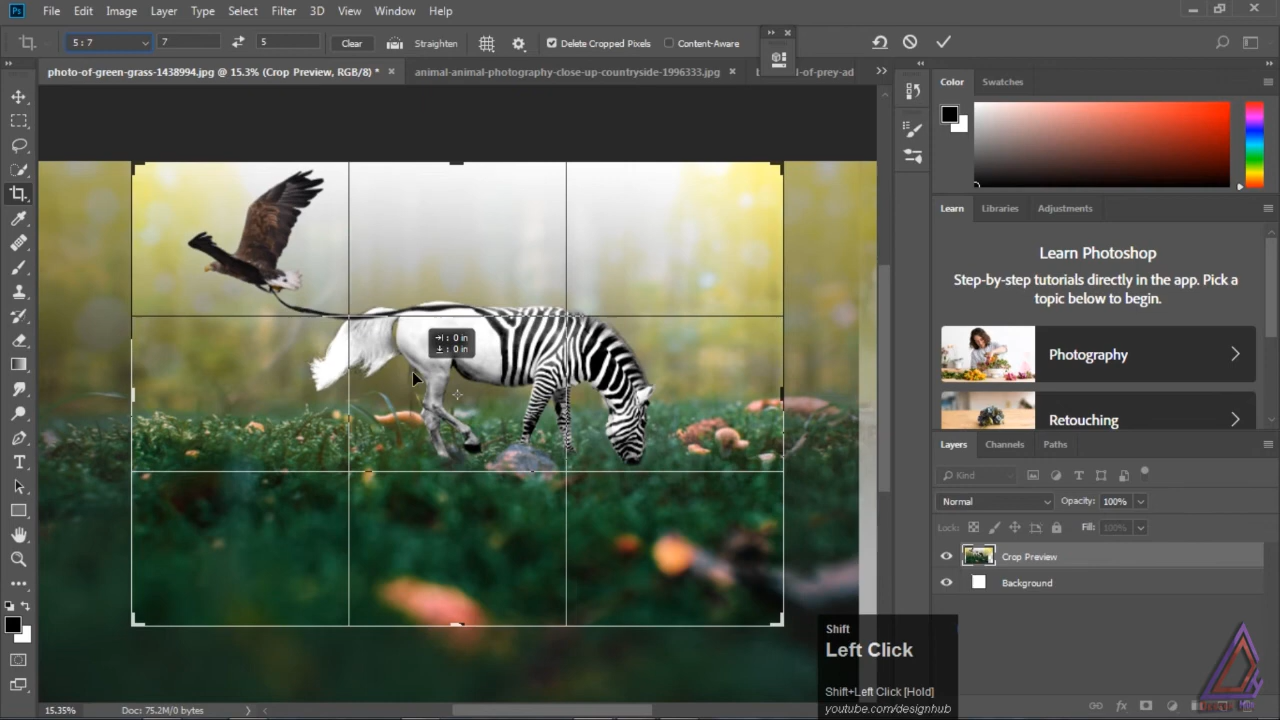 Ps File Edit Image Layer Type Select Filter 3D View Window Help
5 : 7 7 5 Clear Straighten Delete Cropped Pixels Content-Aware
photo-of-green-grass-1438994.jpg @ 15.3% (Crop Preview, RGB/8) * animal-animal-photography-close-up-countryside-1996333.jpg of-prey-ad
Color Swatches
Learn Libraries Adjustments
Learn Photoshop
Step-by-step tutorials directly in the app. Pick a
topic below to begin.
Photography
Retouching
: 0 in
: 0 in
Layers Channels Paths
Kind
Normal Opacity: 100%
Lock: Fill: 100%
Crop Preview
Background
Shift
Left Click
Shift+Left Click [Hold]
youtube.com/designhub
15.35% Doc: 75.2M/0 bytes